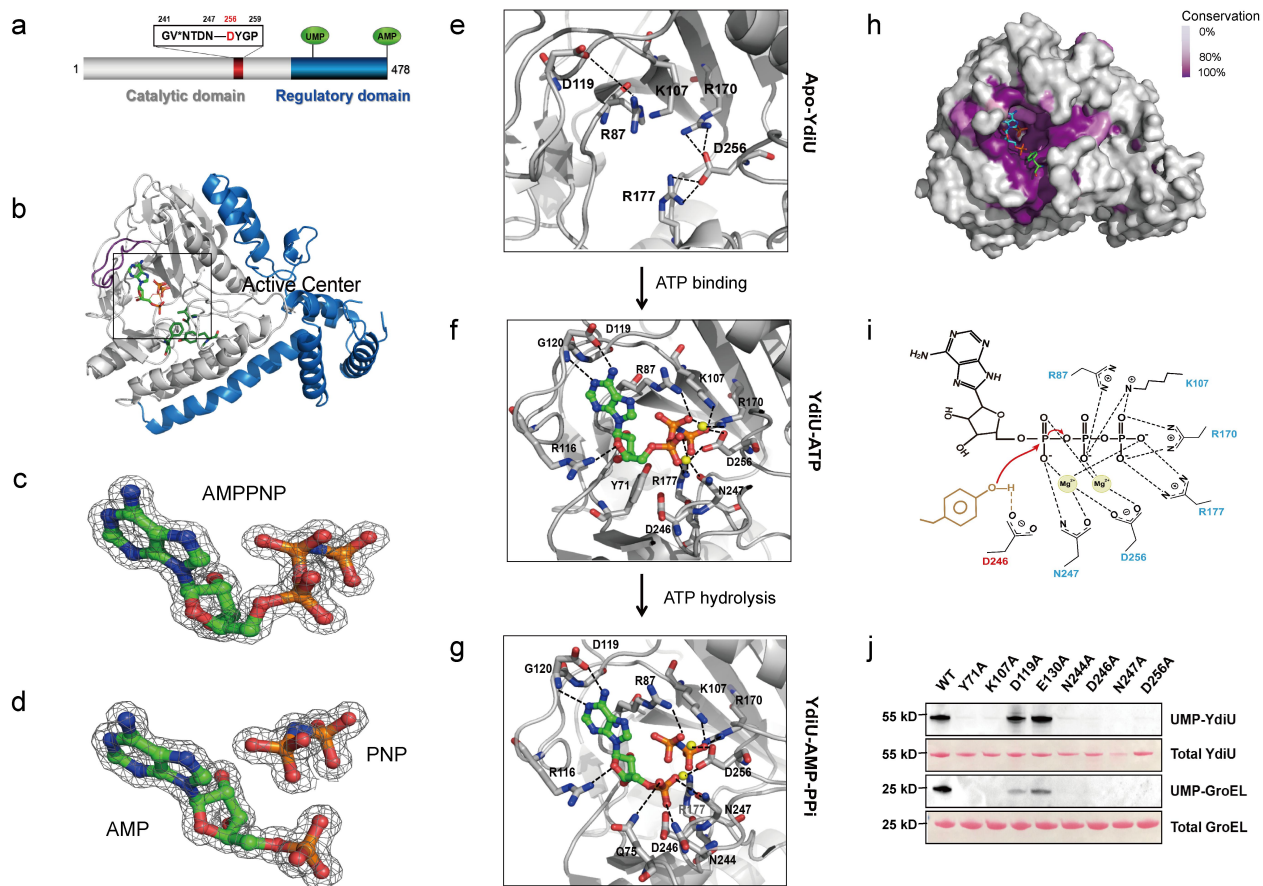 a
241 247 256 259
GV*NTDN—DYGP
UMP
AMP
1
478
Catalytic domain
Regulatory domain
b
Active Center
c
AMPPNP
d
PNP
AMP
e
D119
K107
R170
R87
D256
R177
Apo-YdiU
ATP binding
f
D119
G120
R87
K107
R170
R116
D256
Y71
R177
N247
D246
YdiU-ATP
ATP hydrolysis
g
D119
G120
R87
K107
R170
R116
D256
R177
N247
Q75
D246
N244
YdiU-AMP-PPi
h
Conservation
0%
80%
100%
i
H₂N
N
N
N
NH
R87
N
N
K107
N
HO
HO
O
O
O
O
O
P
O
P
O
P
O⁻
O
O
O
N
N
R170
Mg²⁺
Mg²⁺
N
N
R177
O
H
O
O
D246
N
O
N247
O
O
D256
j
WT
Y71A
K107A
D119A
E130A
N244A
D246A
N247A
D256A
55 kD
UMP-YdiU
55 kD
Total YdiU
25 kD
UMP-GroEL
25 kD
Total GroEL